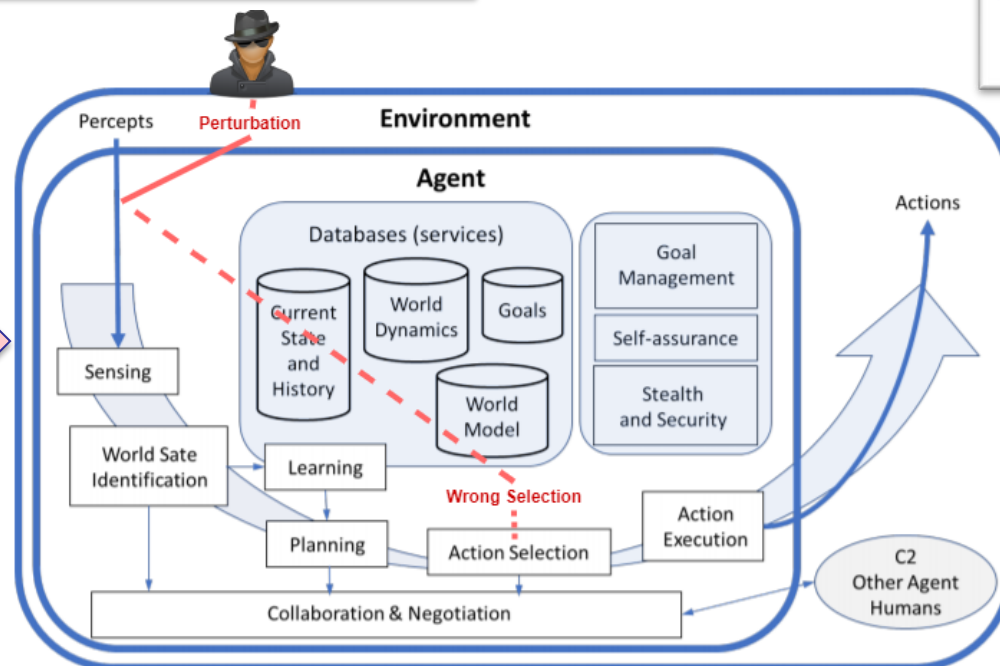 Percepts
Perturbation
Environment
Agent
Actions
Databases (services)
Current
State
and
History
World
Dynamics
Goals
World
Model
Goal
Management
Self-assurance
Stealth
and Security
Sensing
World Sate
Identification
Learning
Wrong Selection
Planning
Action Selection
Action
Execution
Collaboration & Negotiation
C2
Other Agent
Humans